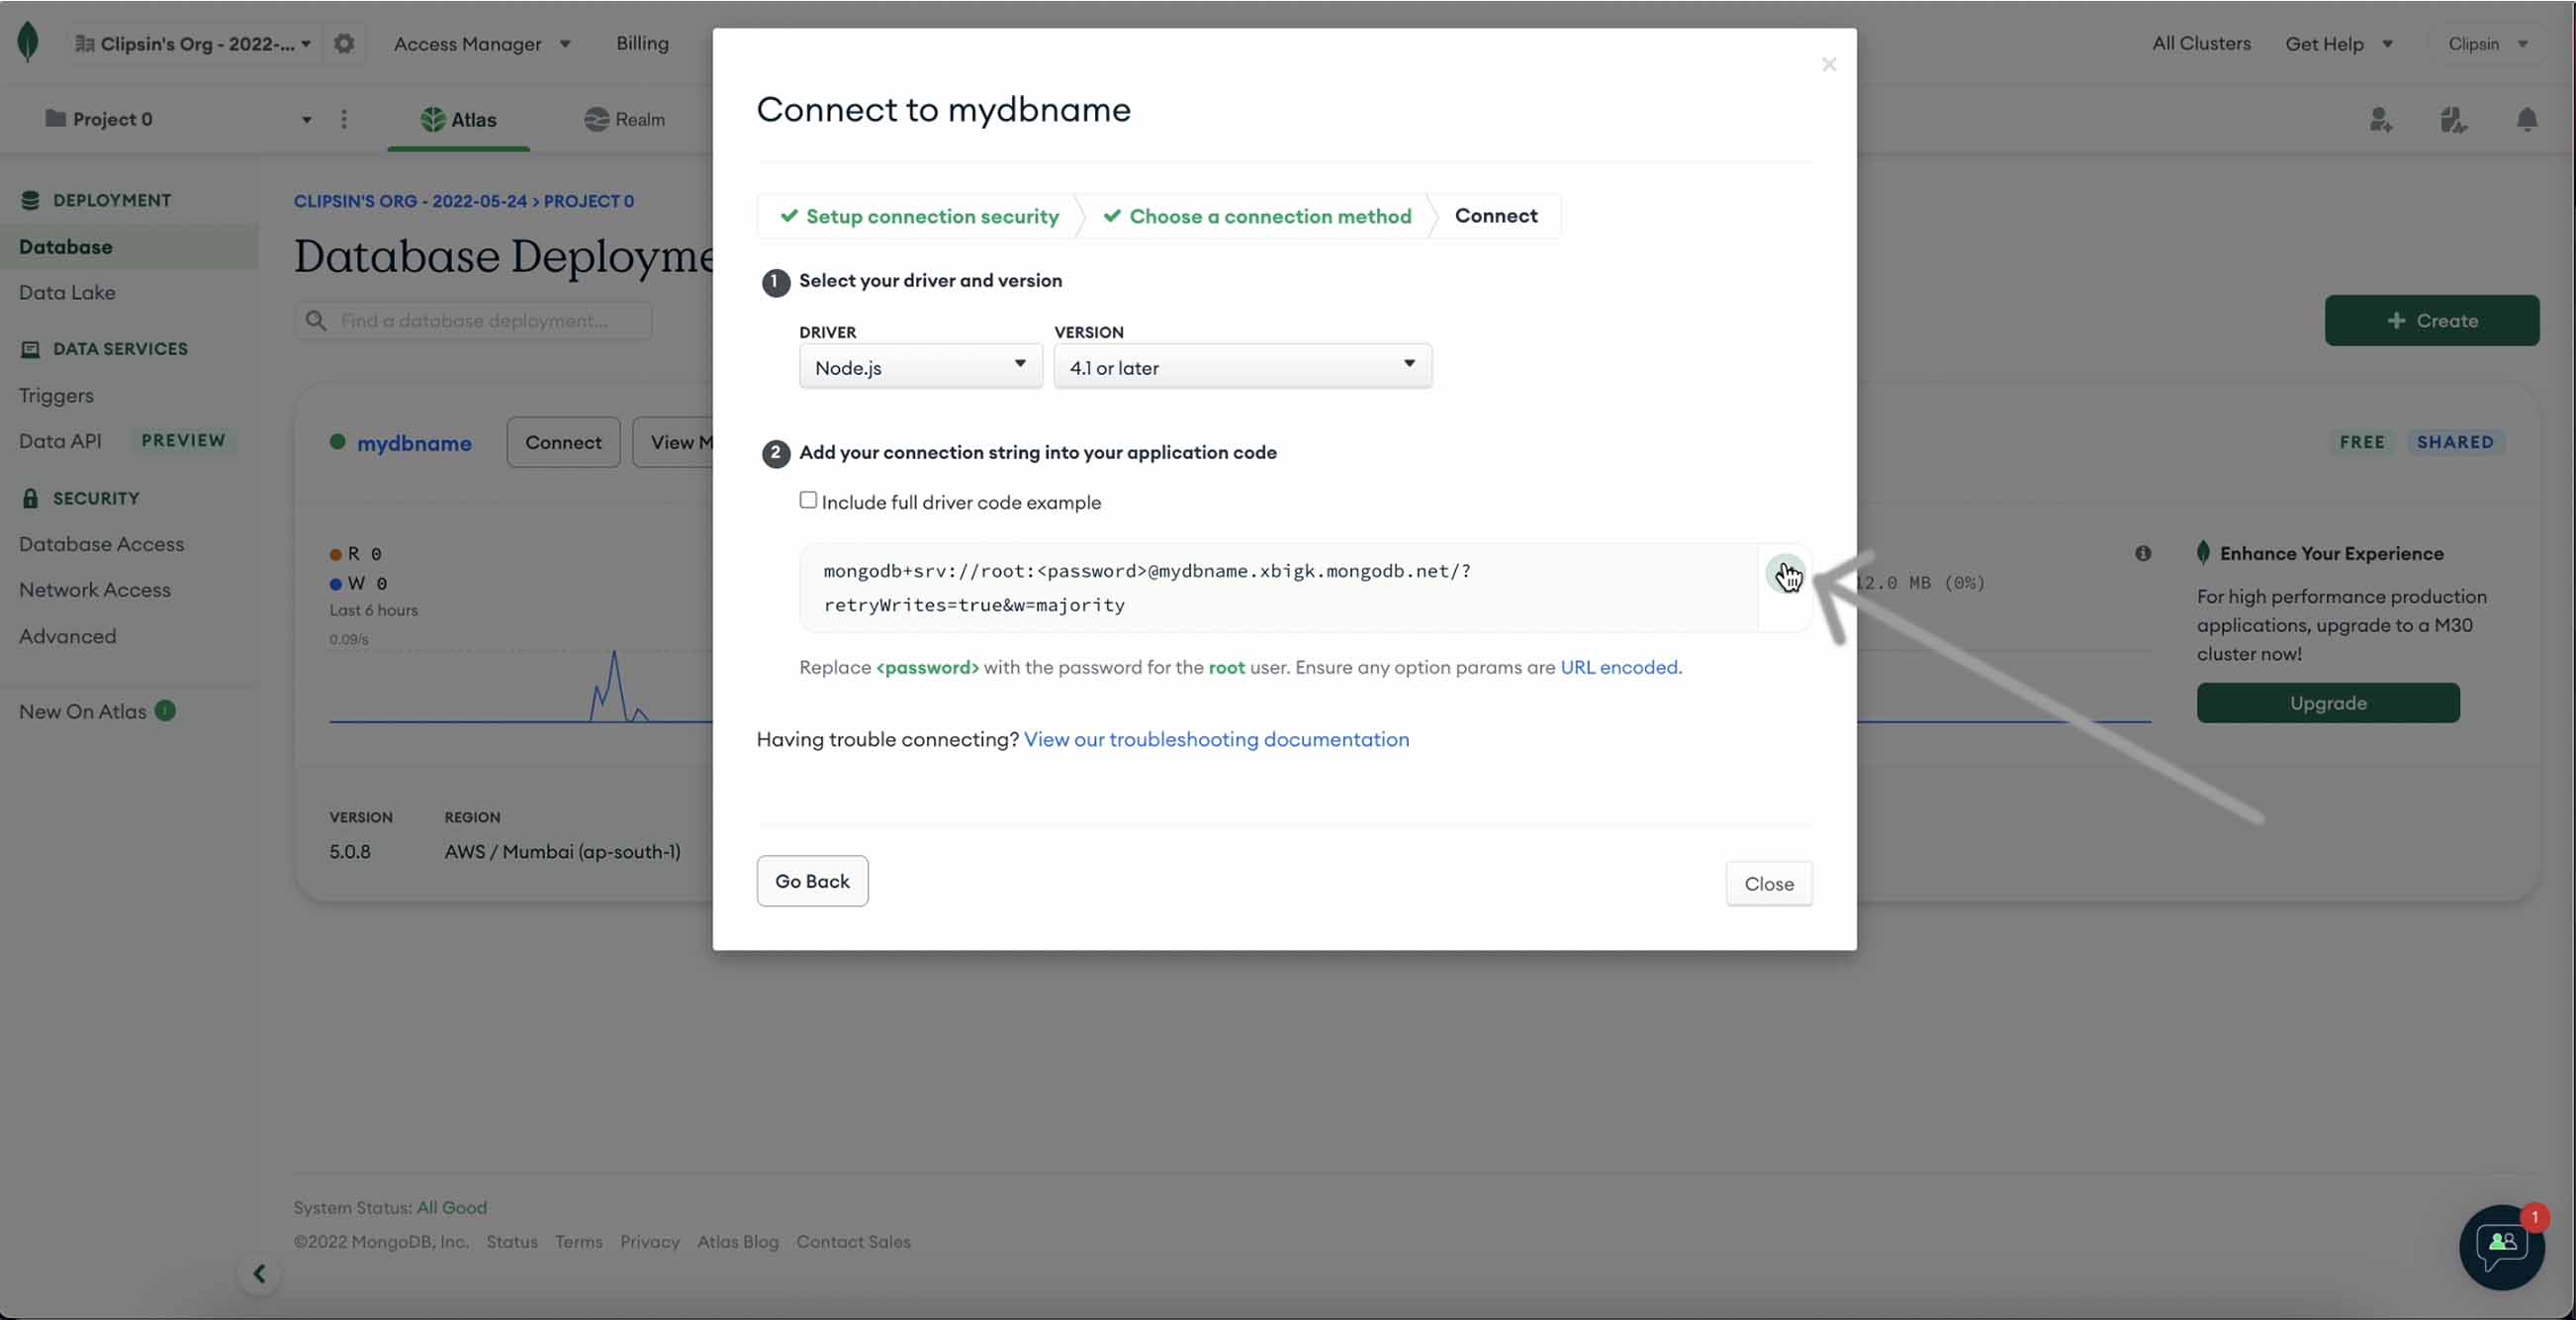 Clipsin's Org - 2022-...
Access Manager
Billing
All Clusters
Get Help
Clipsin
Project 0
Atlas
Realm
DEPLOYMENT
Database
Data Lake
DATA SERVICES
Triggers
Data API PREVIEW
SECURITY
Database Access
Network Access
Advanced
New On Atlas
CLIPSIN'S ORG - 2022-05-24 > PROJECT 0
Database Deployme
Find a database deployment...
+ Create
mydbname
Connect
View M
FREE SHARED
R 0
W 0
Last 6 hours
0.09/s
12.0 MB (0%)
Enhance Your Experience
For high performance production
applications, upgrade to a M30
cluster now!
Upgrade
VERSION REGION
5.0.8 AWS / Mumbai (ap-south-1)
Connect to mydbname
Setup connection security
Choose a connection method
Connect
1 Select your driver and version
DRIVER VERSION
Node.js 4.1 or later
2 Add your connection string into your application code
Include full driver code example
mongodb+srv://root:<password>@mydbname.xbigk.mongodb.net/?
retryWrites=true&w=majority
Replace <password> with the password for the root user. Ensure any option params are URL encoded.
Having trouble connecting? View our troubleshooting documentation
Go Back
Close
System Status: All Good
©2022 MongoDB, Inc. Status Terms Privacy Atlas Blog Contact Sales
1